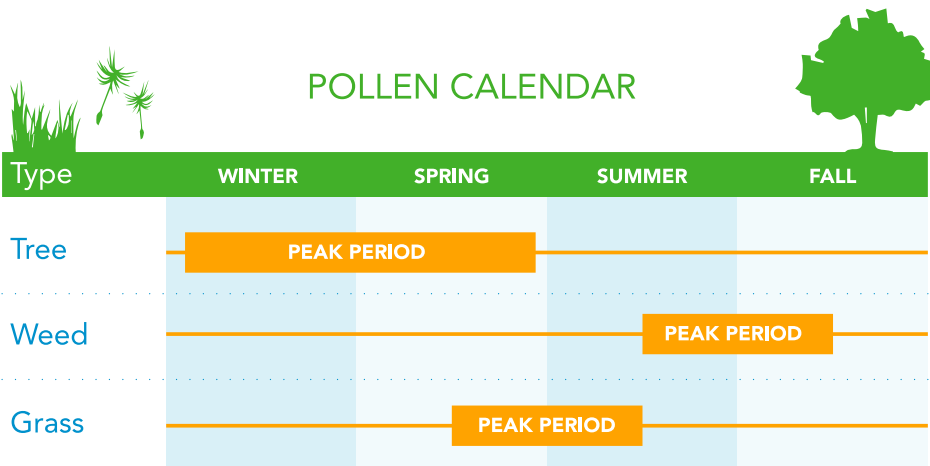 POLLEN CALENDAR
Type WINTER SPRING SUMMER FALL
Tree PEAK PERIOD
Weed PEAK PERIOD
Grass PEAK PERIOD